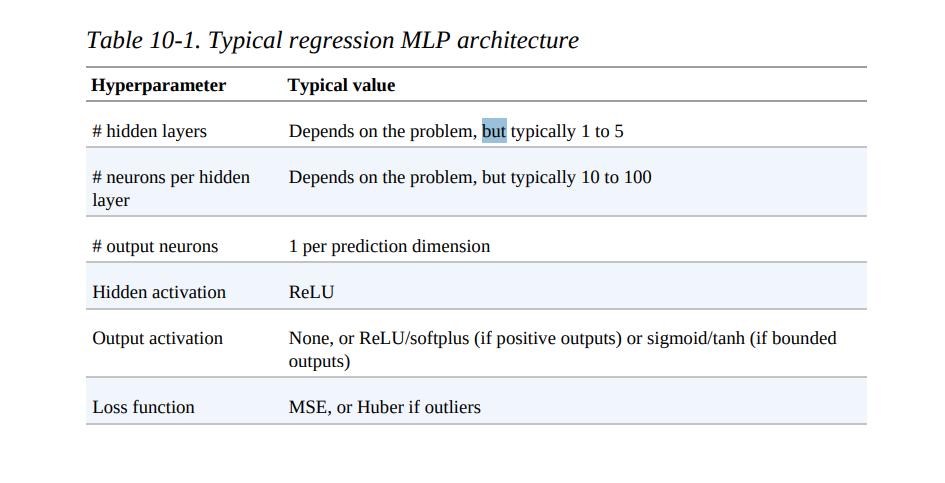 Table 10-1. Typical regression MLP architecture
Hyperparameter Typical value
# hidden layers Depends on the problem, but typically 1 to 5
# neurons per hidden Depends on the problem, but typically 10 to 100
layer
# output neurons 1 per prediction dimension
Hidden activation ReLU
Output activation None, or ReLU/softplus (if positive outputs) or sigmoid/tanh (if bounded
outputs)
Loss function MSE, or Huber if outliers